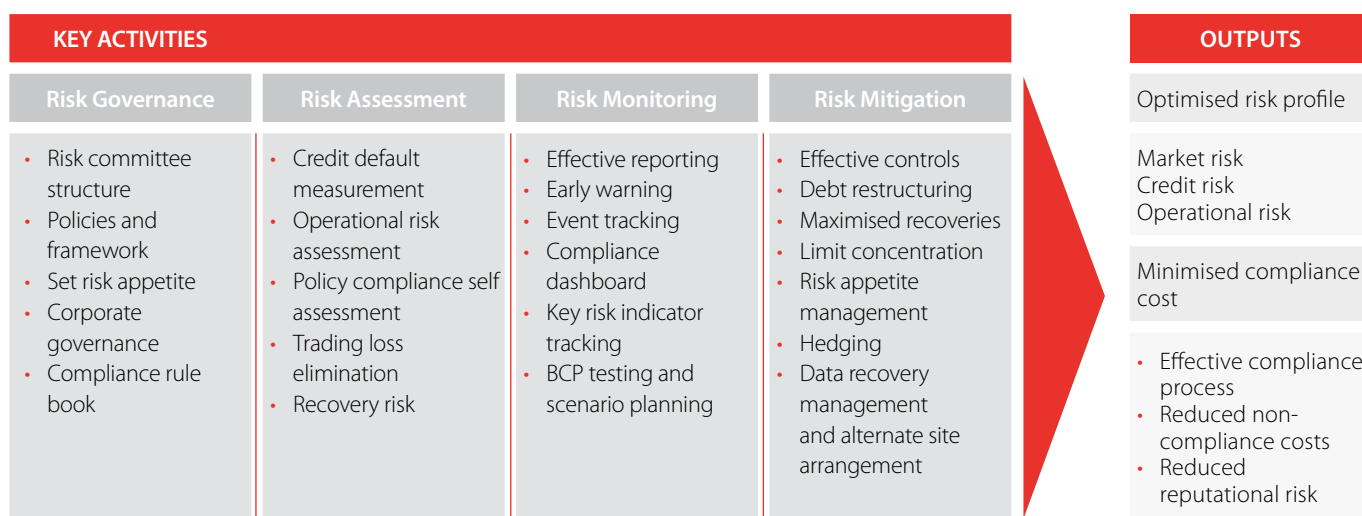 KEY ACTIVITIES
Risk Governance
• Risk committee
structure
• Policies and
framework
• Set risk appetite
• Corporate
governance
• Compliance rule
book
Risk Assessment
• Credit default
measurement
• Operational risk
assessment
• Policy compliance self
assessment
• Trading loss
elimination
• Recovery risk
Risk Monitoring
• Effective reporting
• Early warning
• Event tracking
• Compliance
dashboard
• Key risk indicator
tracking
• BCP testing and
scenario planning
Risk Mitigation
• Effective controls
• Debt restructuring
• Maximised recoveries
• Limit concentration
• Risk appetite
management
• Hedging
• Data recovery
management
and alternate site
arrangement
OUTPUTS
Optimised risk profile
Market risk
Credit risk
Operational risk
Minimised compliance
cost
• Effective compliance
process
• Reduced non-
compliance costs
• Reduced
reputational risk